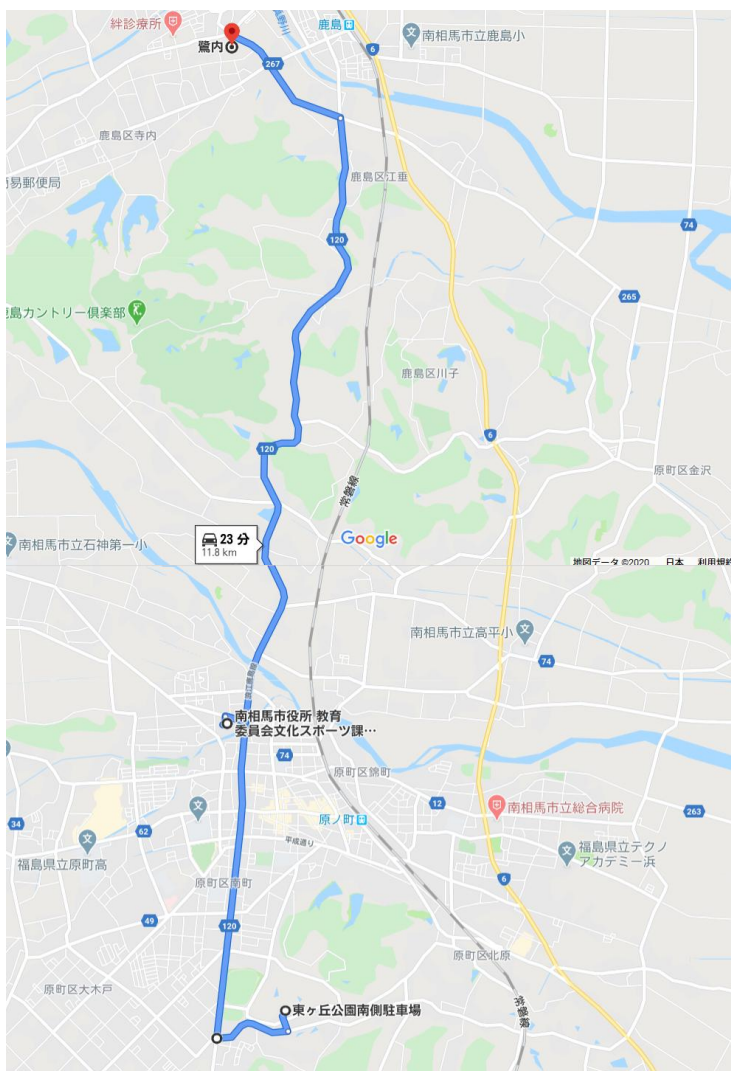 絆診療所
鹿島
6
南相馬市立鹿島小
鷺内
267
鹿島区寺内
易郵便局
鹿島区江垂
74
120
265
島カントリー倶楽部
鹿島区川子
6
120
原町区金沢
常磐線
23 分
11.8 km
Google
南相馬市立石神第一小
地図データ ©2020
日本
利用規約
南相馬市立高平小
74
南相馬市役所 教育
委員会文化スポーツ課…
74
原町区錦町
12
南相馬市立総合病院
263
34
62
原ノ町
平成通り
福島県立原町高
福島県立テクノ
アカデミー浜
原町区南町
6
49
120
原町区北原
原町区大木戸
東ヶ丘公園南側駐車場
常磐線